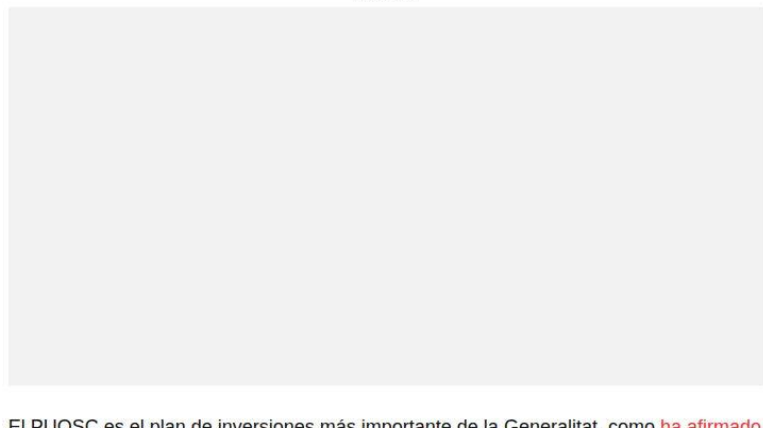 El PUOSC es el plan de inversiones más importante de la Generalitat, como ha afirmado